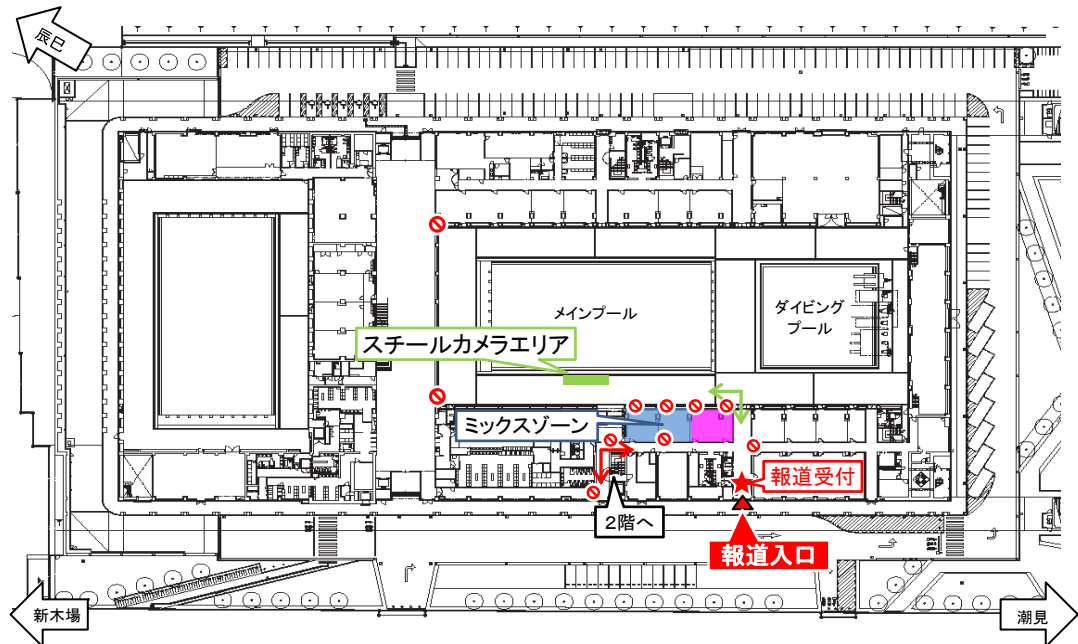 辰巳
メインプール
ダイビング
プール
スチールカメラエリア
ミックスゾーン
報道受付
2階へ
報道入口
新木場
潮見